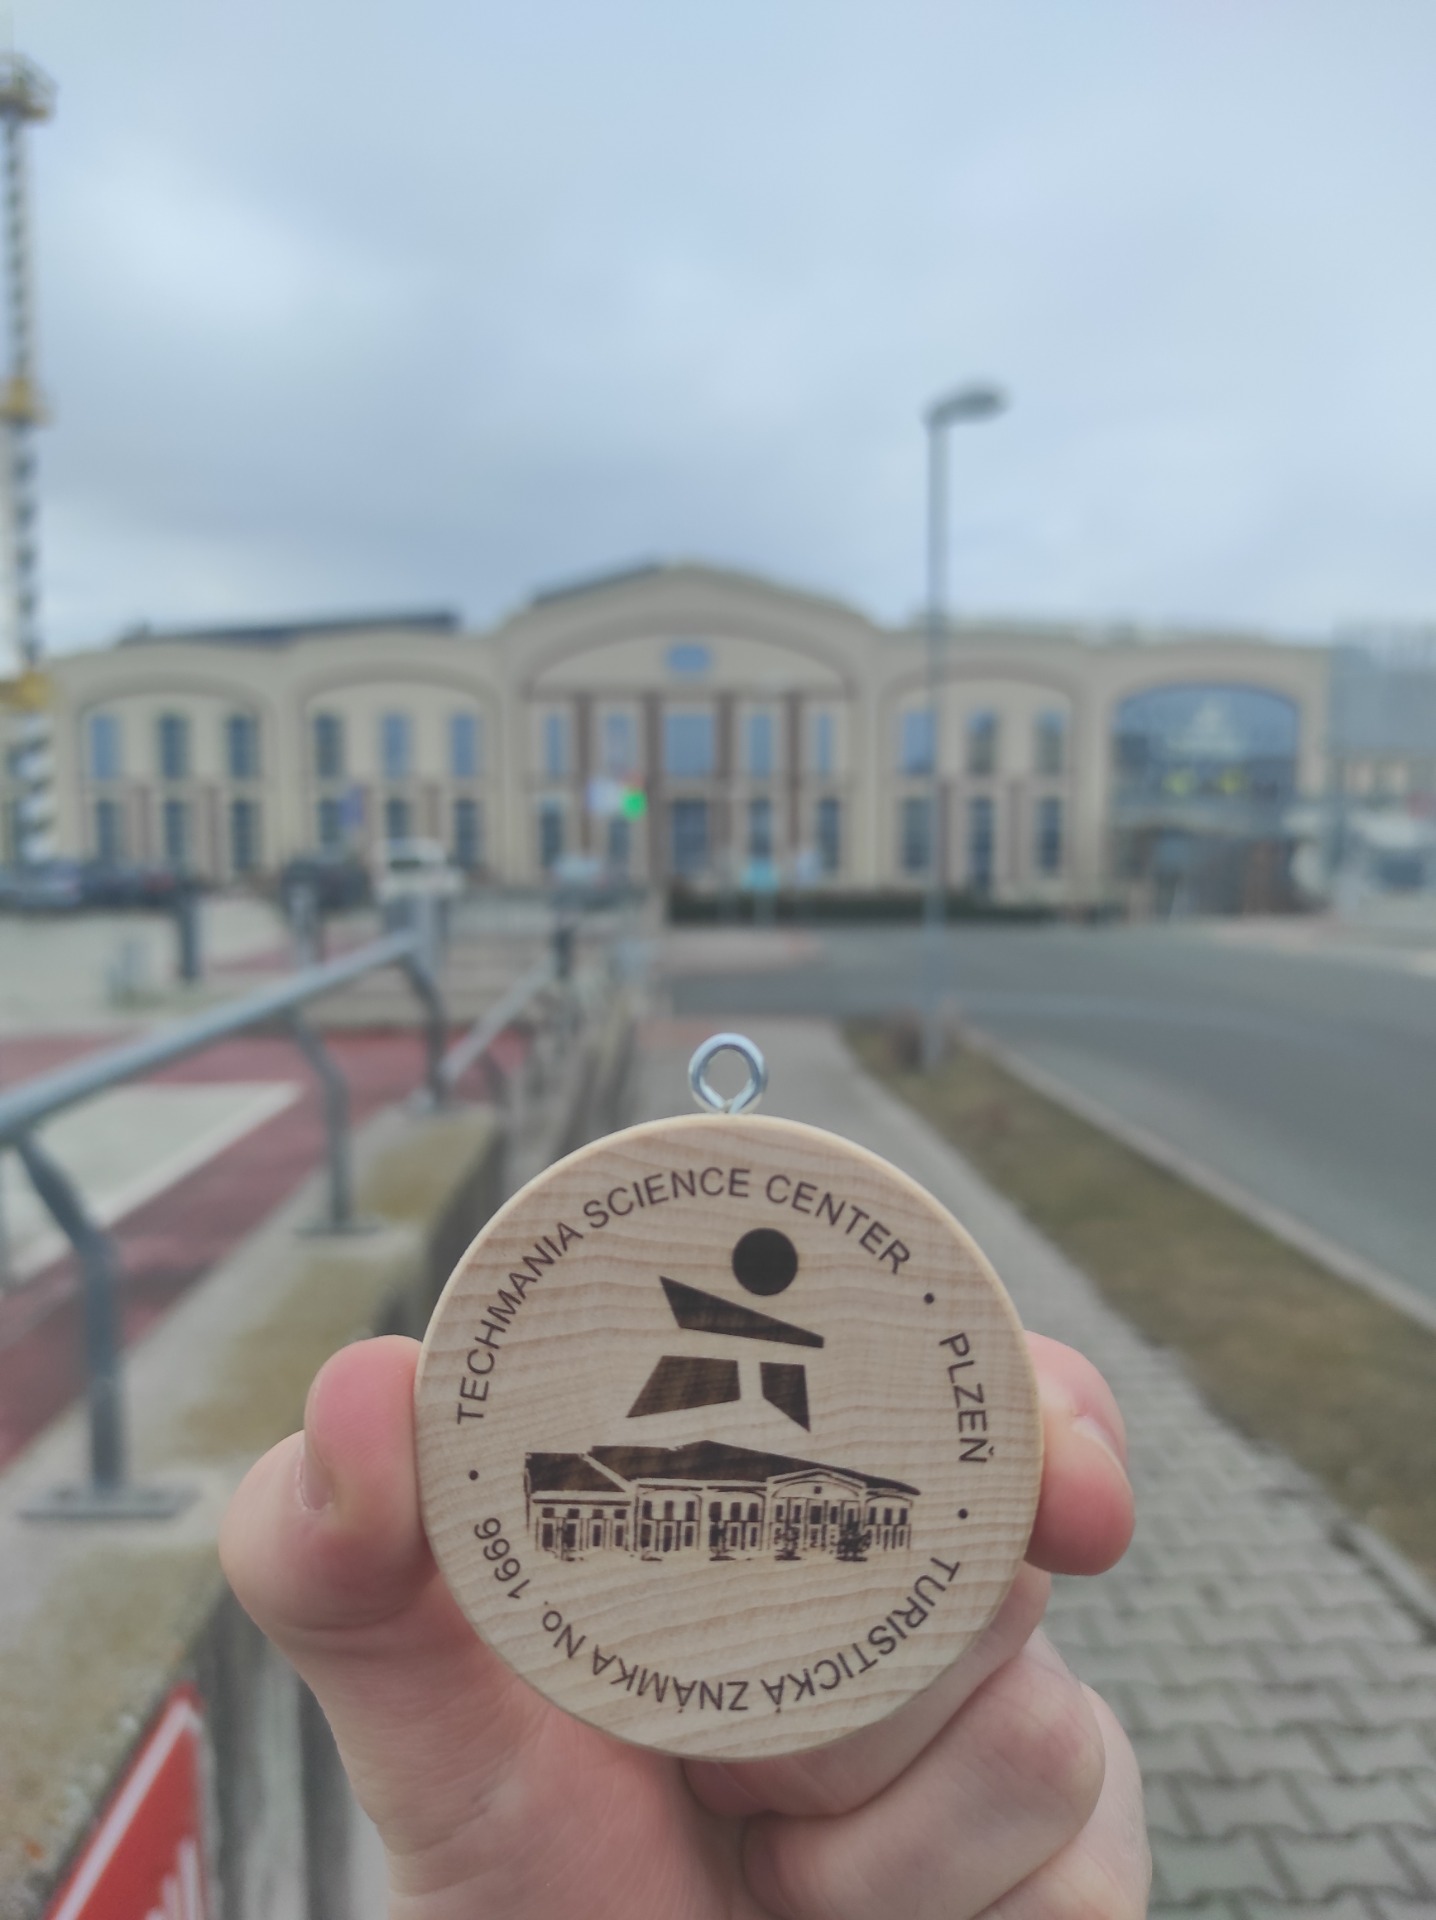 TECHMANIA SCIENCE CENTER • PLZEŇ • TURISTICKÁ ZNÁMKA No. 1666 •